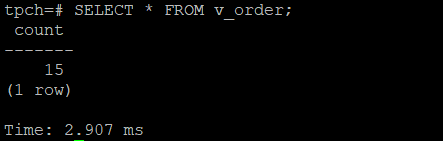 tpch=# SELECT * FROM v_order;
count
-------
15
(1 row)
Time: 2.907 ms